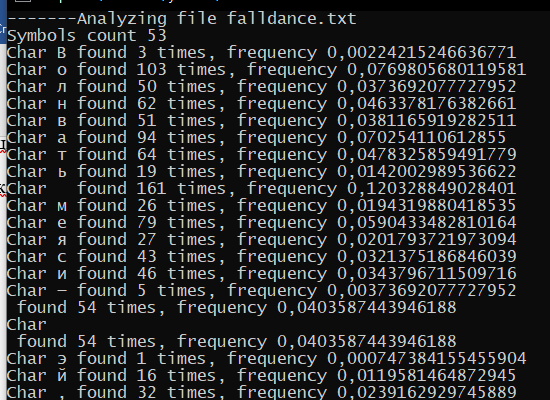 -------Analyzing file falldance.txt
Symbols count 53
Char В found 3 times, frequency 0,00224215246636771
Char о found 103 times, frequency 0,0769805680119581
Char л found 50 times, frequency 0,0373692077727952
Char н found 62 times, frequency 0,0463378176382661
Char в found 51 times, frequency 0,0381165919282511
Char а found 94 times, frequency 0,070254110612855
Char т found 64 times, frequency 0,0478325859491779
Char ь found 19 times, frequency 0,0142002989536622
Char   found 161 times, frequency 0,120328849028401
Char м found 26 times, frequency 0,0194319880418535
Char е found 79 times, frequency 0,0590433482810164
Char я found 27 times, frequency 0,0201793721973094
Char с found 43 times, frequency 0,0321375186846039
Char и found 46 times, frequency 0,0343796711509716
Char – found 5 times, frequency 0,00373692077727952
 found 54 times, frequency 0,0403587443946188
Char
 found 54 times, frequency 0,0403587443946188
Char э found 1 times, frequency 0,000747384155455904
Char й found 16 times, frequency 0,0119581464872945
Char , found 32 times, frequency 0,0239162929745889